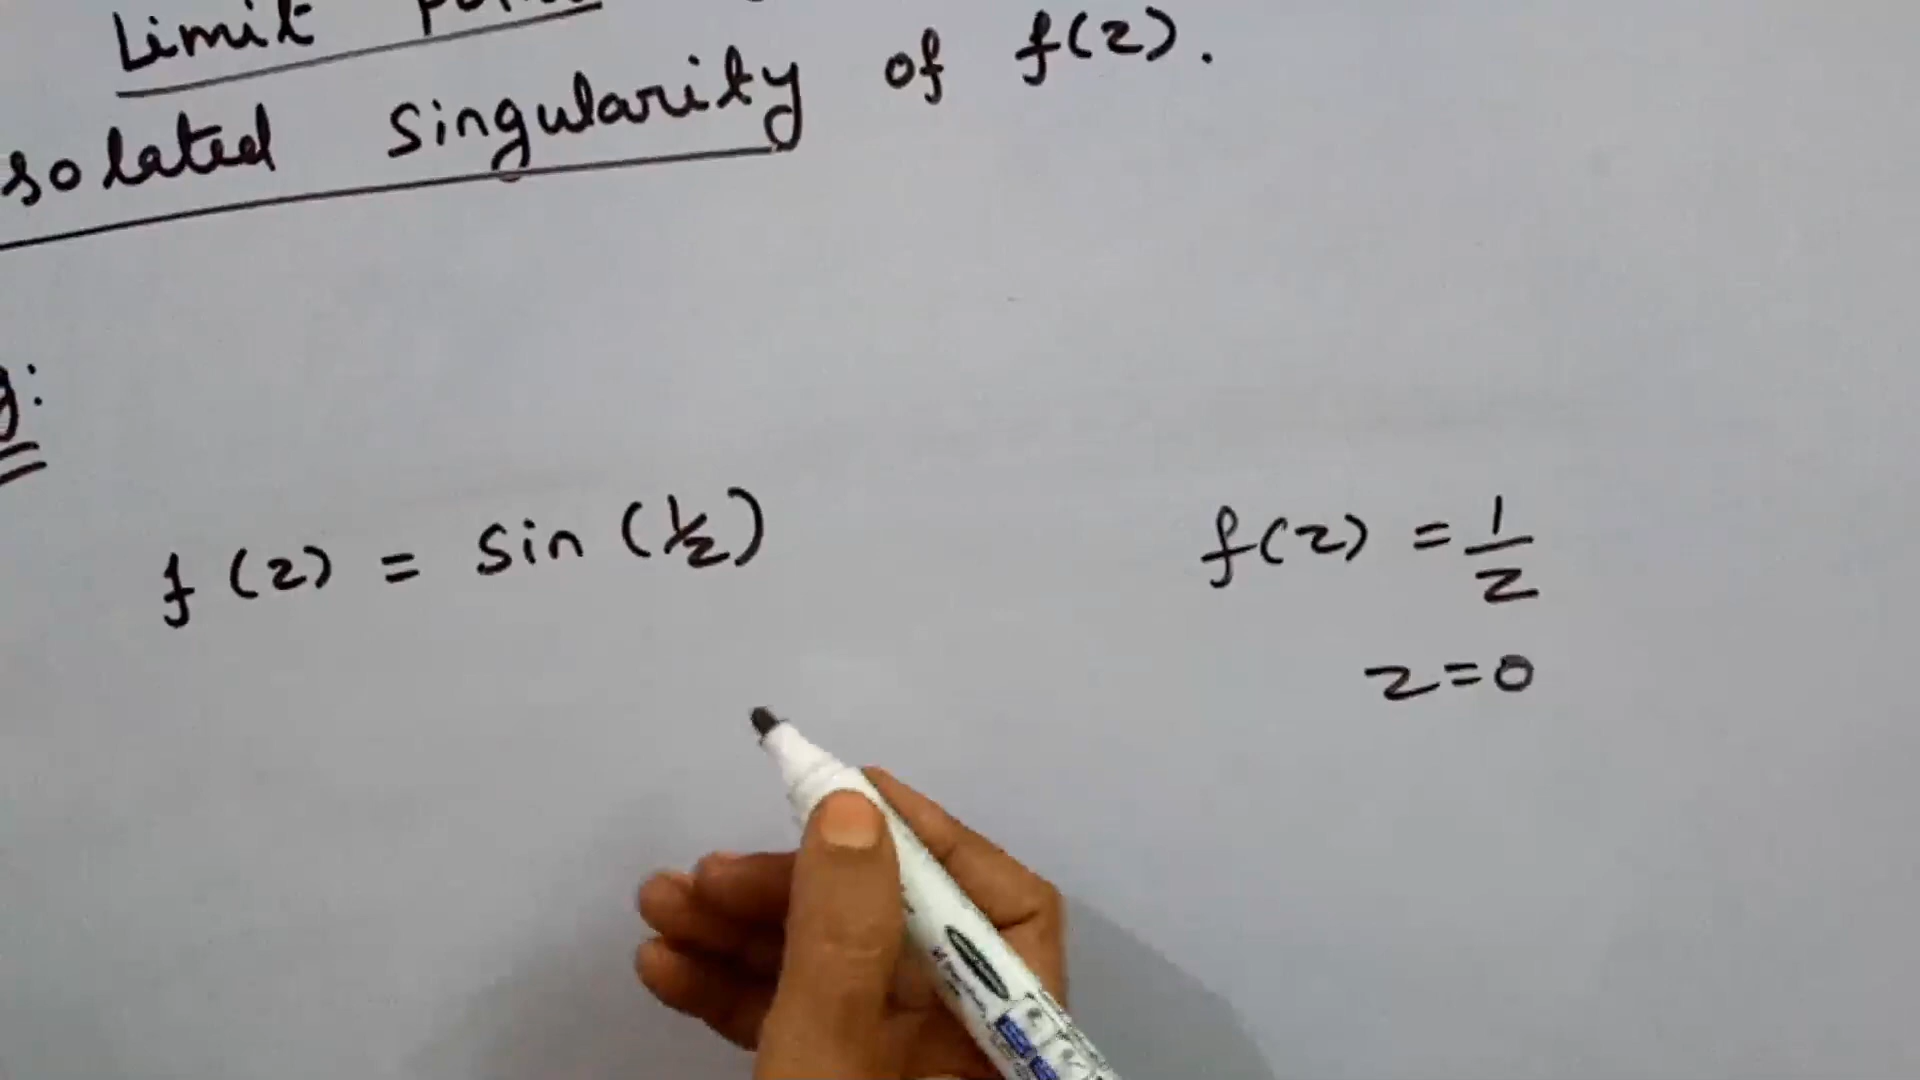 Limit
solated Singularity of f(z).
g:
f(z) = Sin (1/z)
f(z) = 1/z
z=0